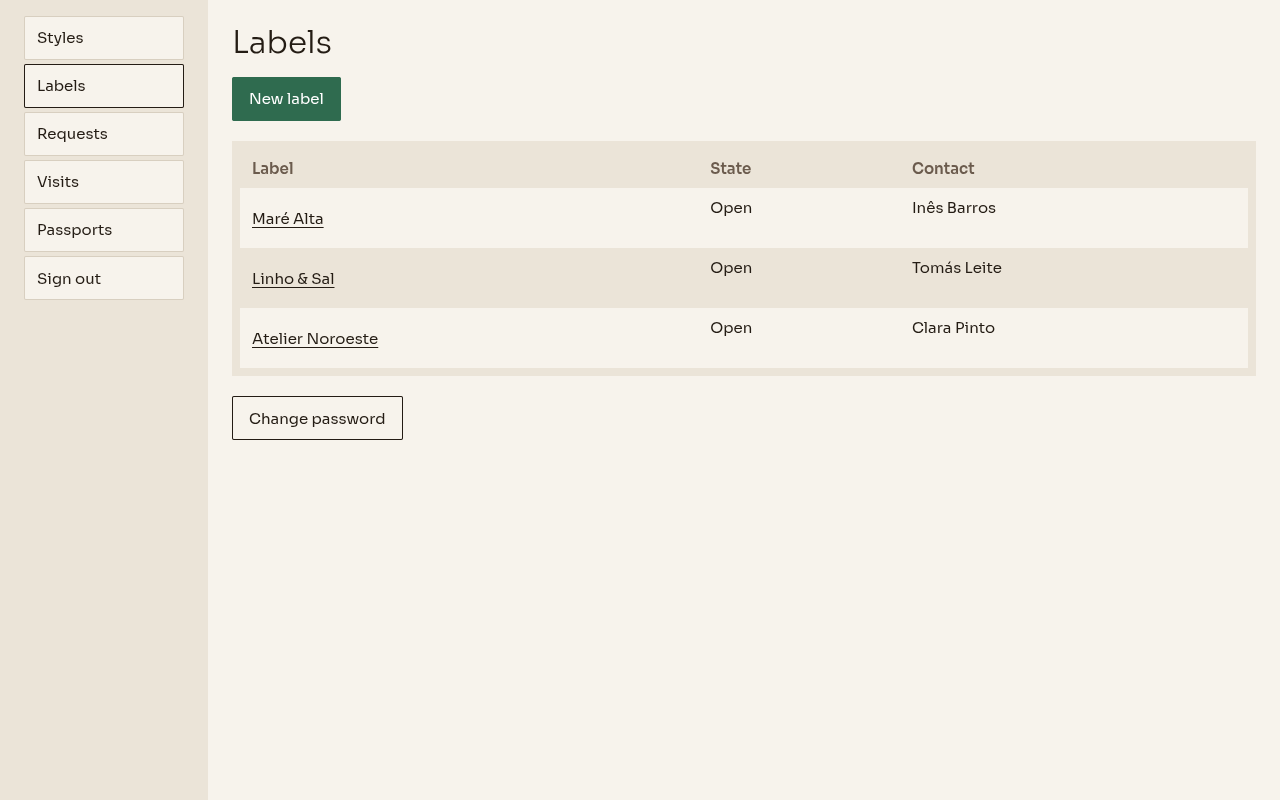 Styles
Labels
Requests
Visits
Passports
Sign out
Labels
New label
Label State Contact
Maré Alta Open Inês Barros
Linho & Sal Open Tomás Leite
Atelier Noroeste Open Clara Pinto
Change password